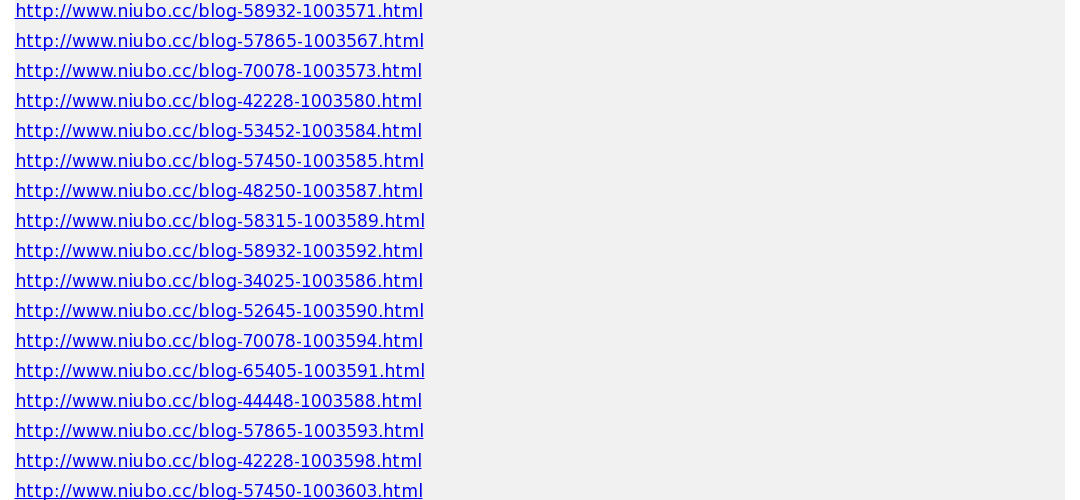 http://www.niubo.cc/blog-58932-1003571.html
http://www.niubo.cc/blog-57865-1003567.html
http://www.niubo.cc/blog-70078-1003573.html
http://www.niubo.cc/blog-42228-1003580.html
http://www.niubo.cc/blog-53452-1003584.html
http://www.niubo.cc/blog-57450-1003585.html
http://www.niubo.cc/blog-48250-1003587.html
http://www.niubo.cc/blog-58315-1003589.html
http://www.niubo.cc/blog-58932-1003592.html
http://www.niubo.cc/blog-34025-1003586.html
http://www.niubo.cc/blog-52645-1003590.html
http://www.niubo.cc/blog-70078-1003594.html
http://www.niubo.cc/blog-65405-1003591.html
http://www.niubo.cc/blog-44448-1003588.html
http://www.niubo.cc/blog-57865-1003593.html
http://www.niubo.cc/blog-42228-1003598.html
http://www.niubo.cc/blog-57450-1003603.html